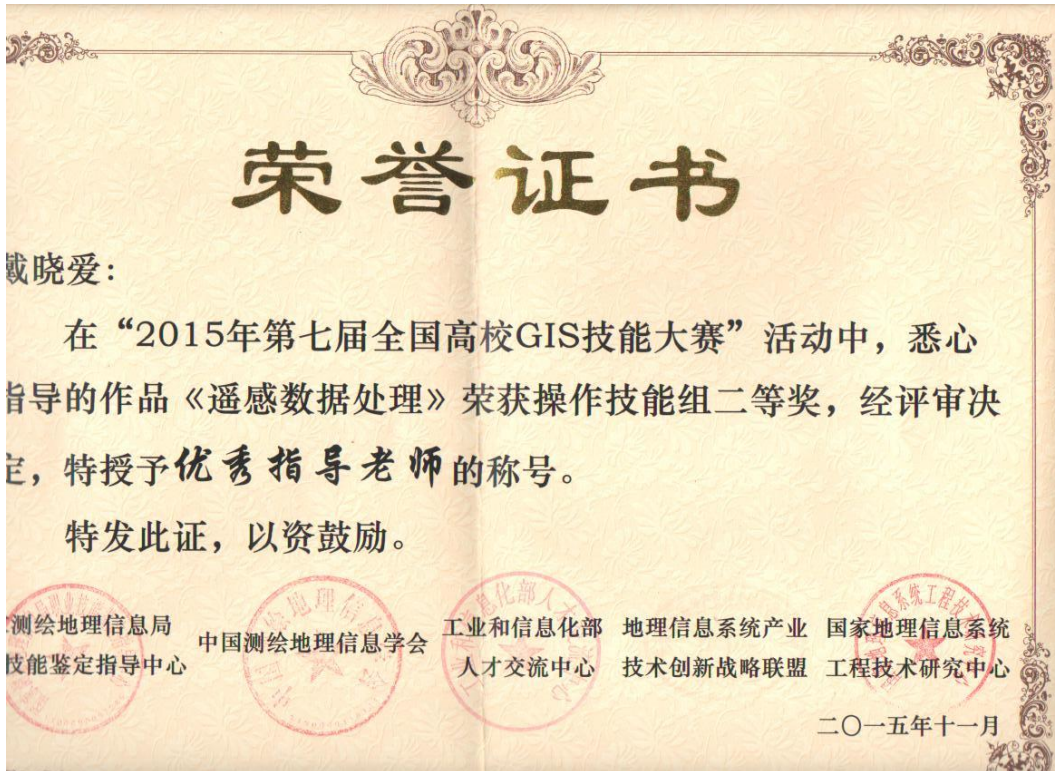 荣誉证书
戴晓爱：
在“2015年第七届全国高校GIS技能大赛”活动中，悉心
指导的作品《遥感数据处理》荣获操作技能组二等奖，经评审决
定，特授予优秀指导老师的称号。
特发此证，以资鼓励。
测绘地理信息局
技能鉴定指导中心
中国测绘地理信息学会
工业和信息化部
人才交流中心
地理信息系统产业
技术创新战略联盟
国家地理信息系统
工程技术研究中心
二〇一五年十一月